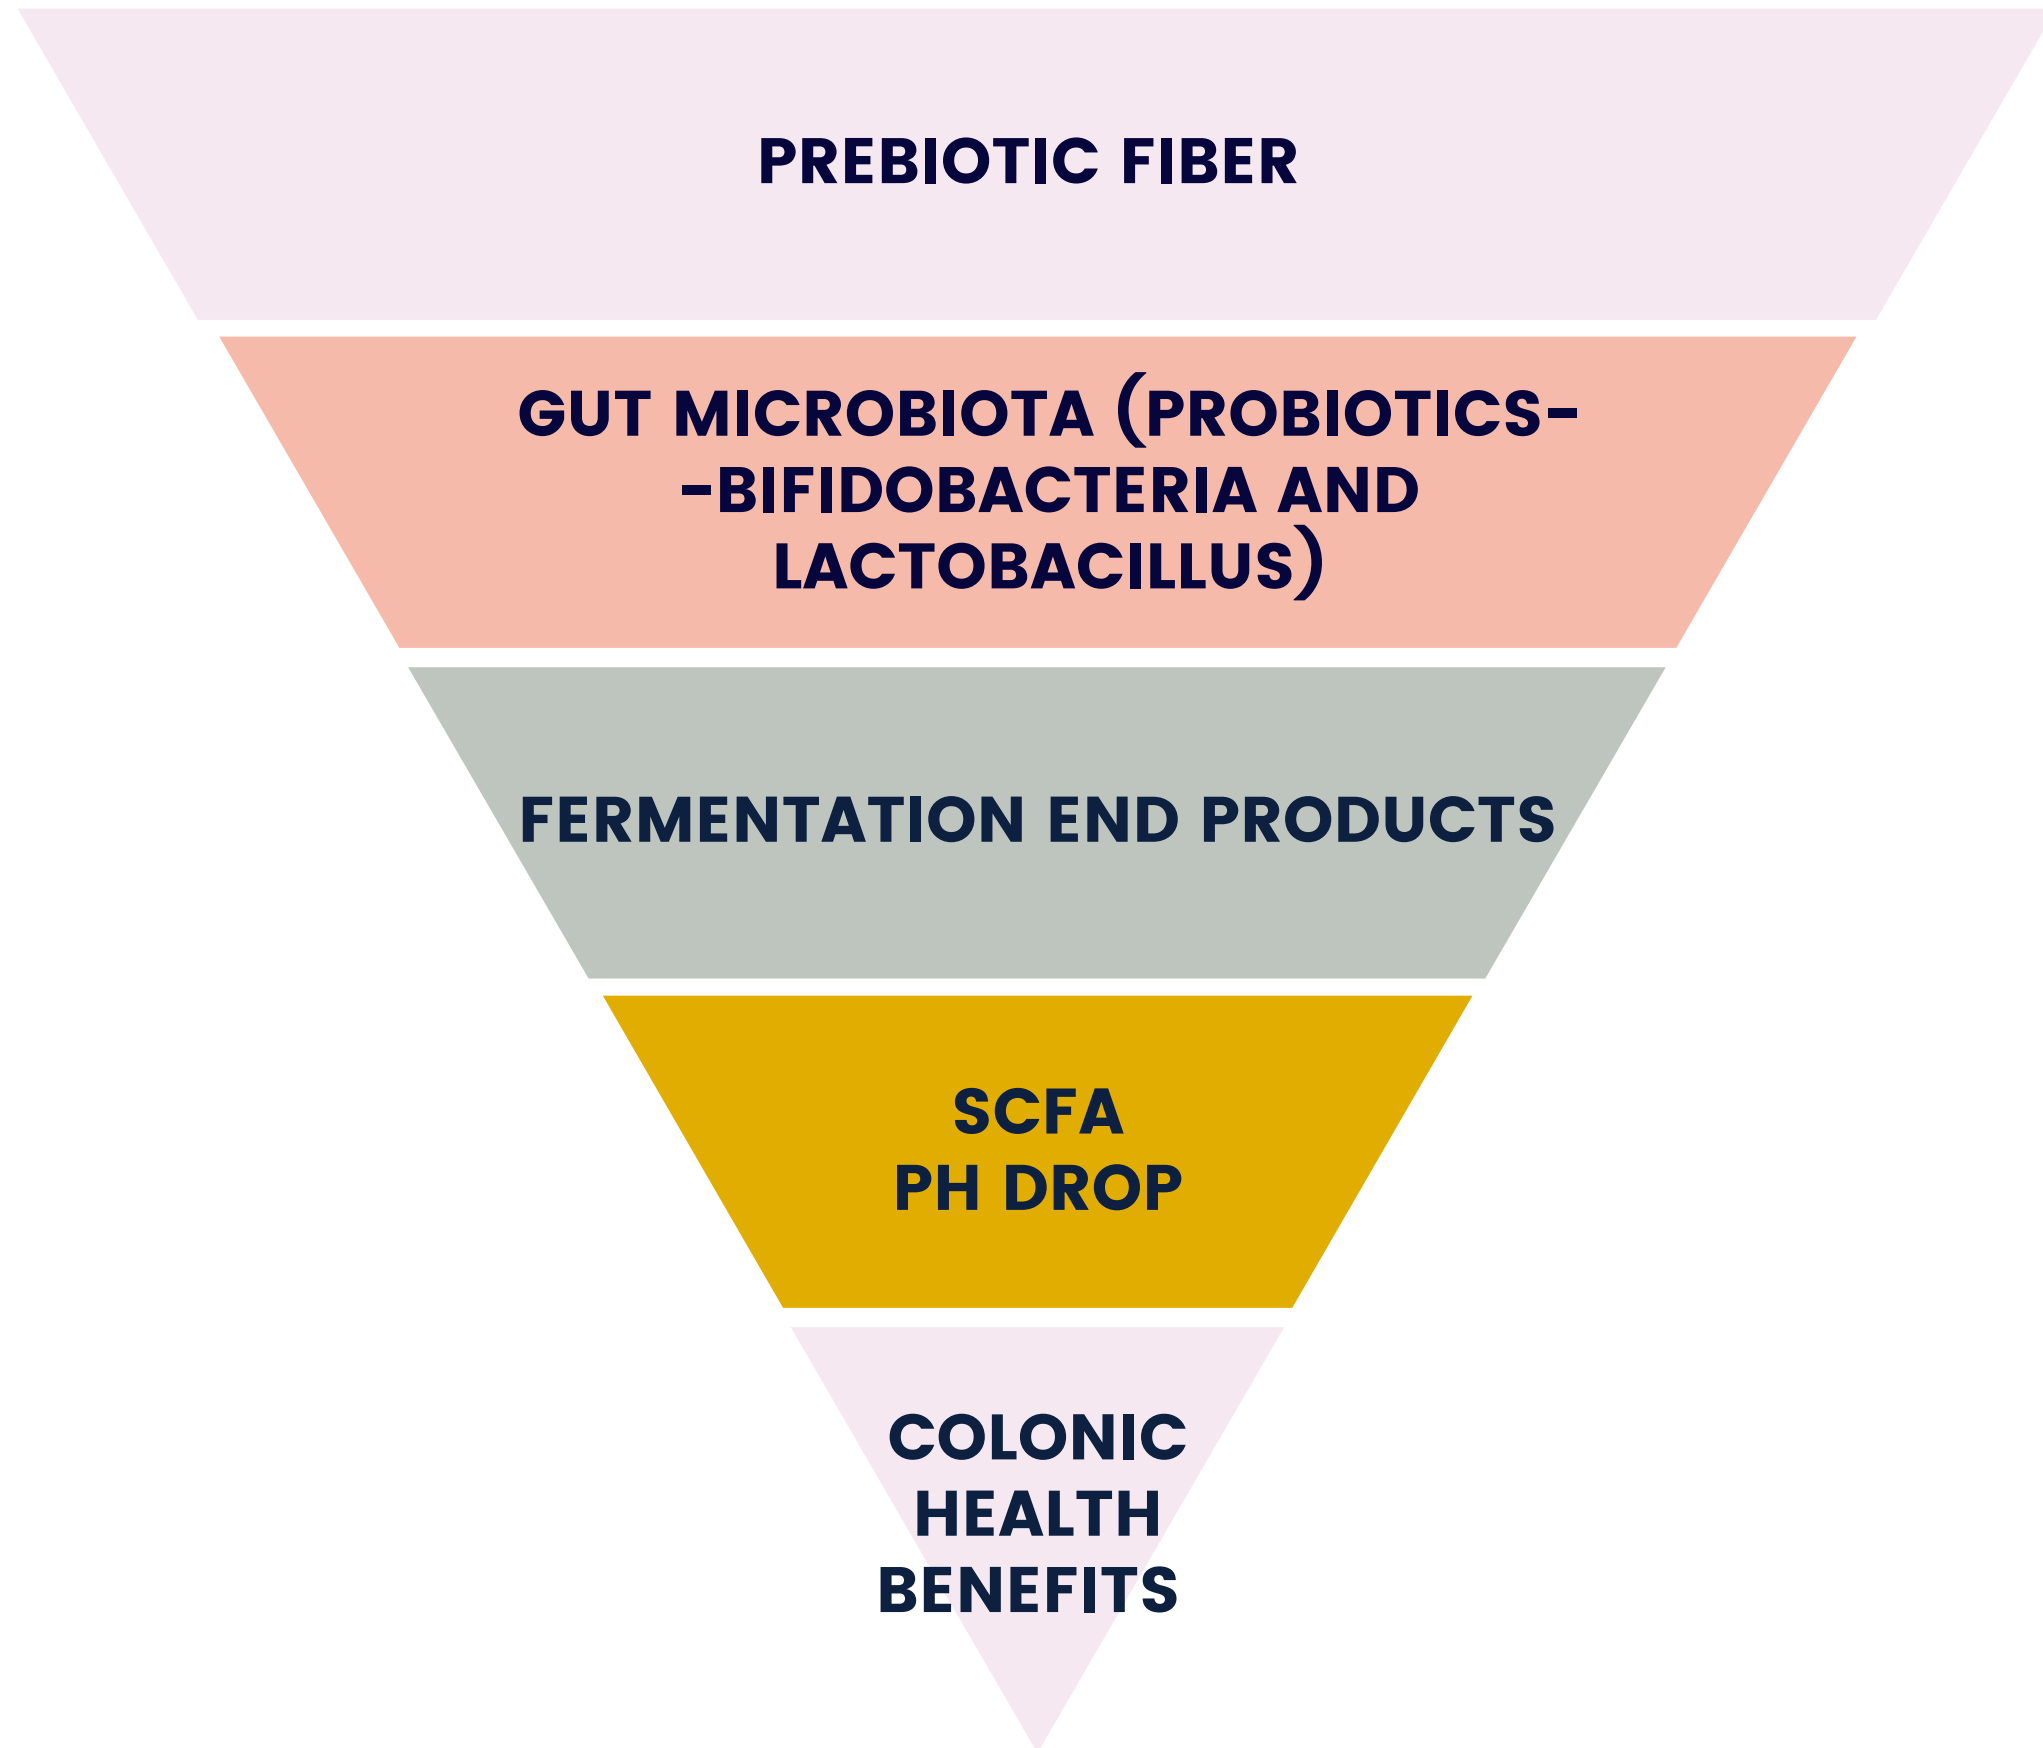 PREBIOTIC FIBER
GUT MICROBIOTA (PROBIOTICS-
-BIFIDOBACTERIA AND
LACTOBACILLUS)
FERMENTATION END PRODUCTS
SCFA
PH DROP
COLONIC
HEALTH
BENEFITS